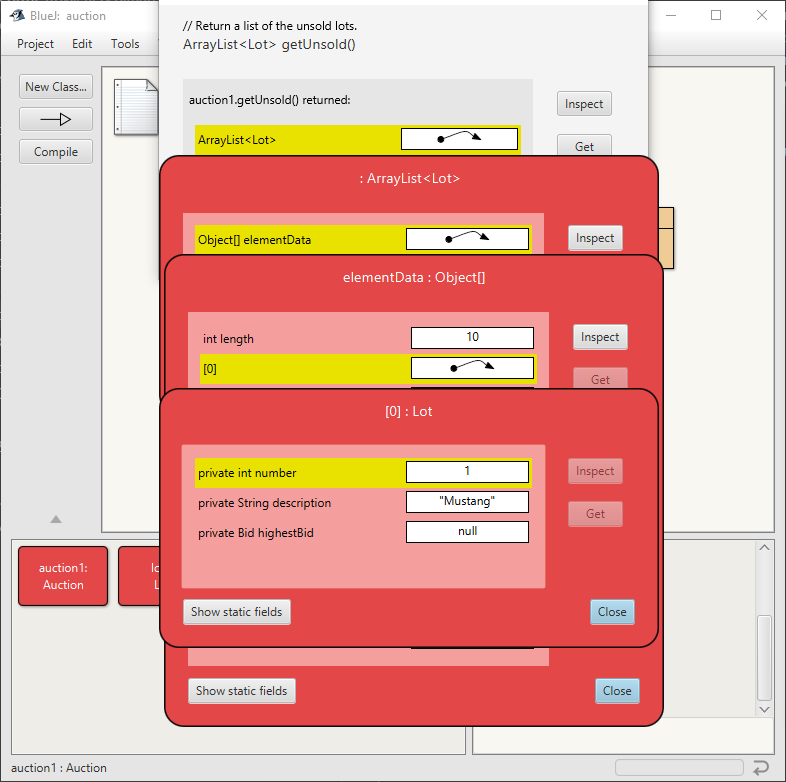 BlueJ: auction
Project Edit Tools
New Class...
Compile
// Return a list of the unsold lots.
ArrayList<Lot> getUnsold()
auction1.getUnsold() returned:
Inspect
ArrayList<Lot>
Get
: ArrayList<Lot>
Object[] elementData
Inspect
elementData : Object[]
int length 10
Inspect
[0]
Get
[0] : Lot
private int number 1
Inspect
private String description "Mustang"
Get
private Bid highestBid null
Show static fields
Close
Show static fields
Close
auction1:
Auction
auction1 : Auction